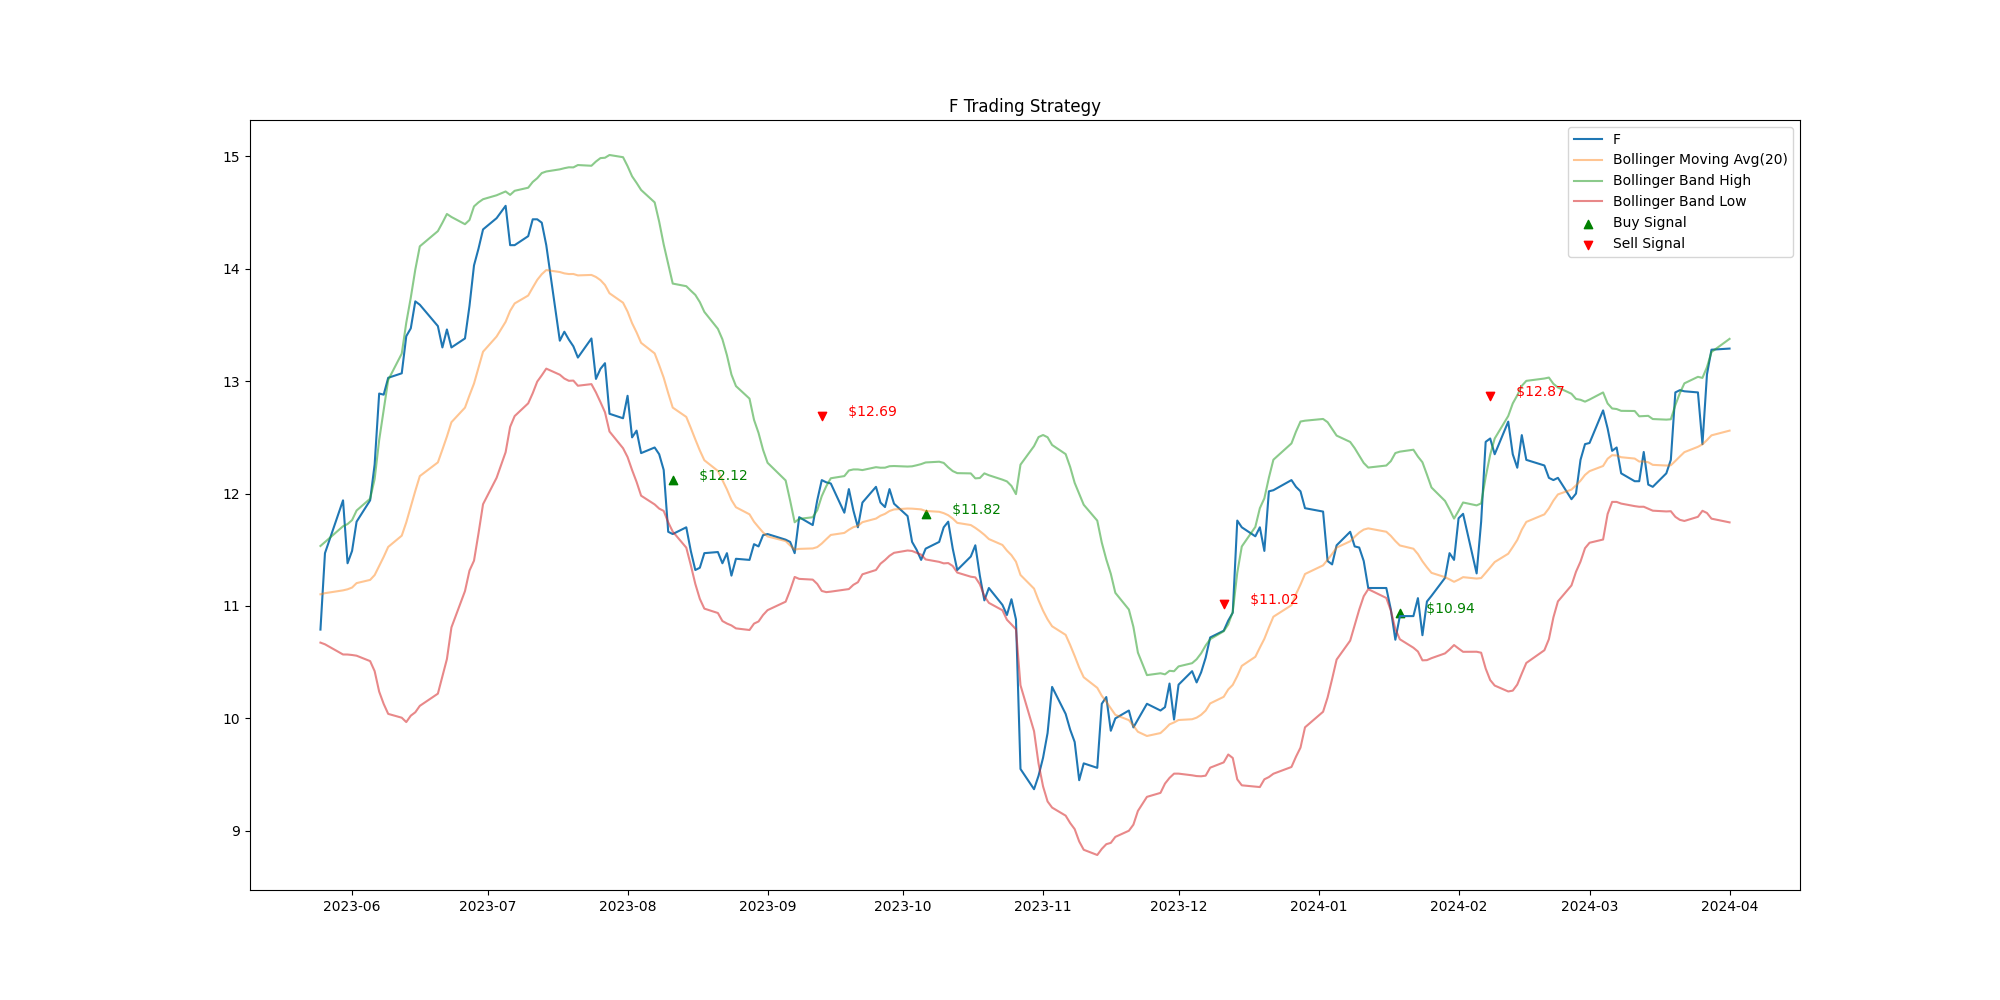 F Trading Strategy
15
14
13
12
11
10
9
F
Bollinger Moving Avg(20)
Bollinger Band High
Bollinger Band Low
Buy Signal
Sell Signal
$12.12
$12.69
$11.82
$11.02
$10.94
$12.87
2023-06 2023-07 2023-08 2023-09 2023-10 2023-11 2023-12 2024-01 2024-02 2024-03 2024-04